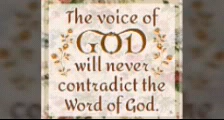 The voice of
GOD
will never
contradict the
Word of God.